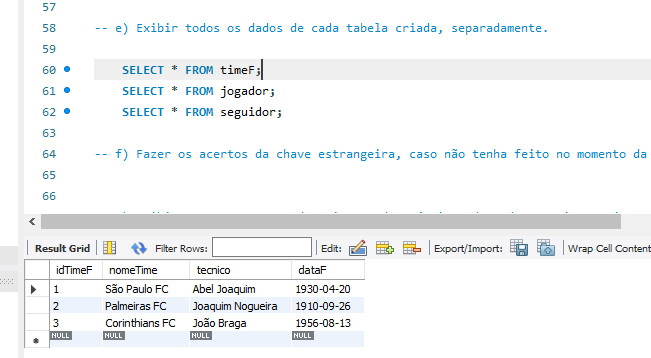 57
58 -- e) Exibir todos os dados de cada tabela criada, separadamente.
59
60 SELECT * FROM timeF;
61 SELECT * FROM jogador;
62 SELECT * FROM seguidor;
63
64 -- f) Fazer os acertos da chave estrangeira, caso não tenha feito no momento da
65
66
Result Grid Filter Rows: Edit: Export/Import: Wrap Cell Content
idTimeF nomeTime tecnico dataF
1 São Paulo FC Abel Joaquim 1930-04-20
2 Palmeiras FC Joaquim Nogueira 1910-09-26
3 Corinthians FC João Braga 1956-08-13
NULL NULL NULL NULL